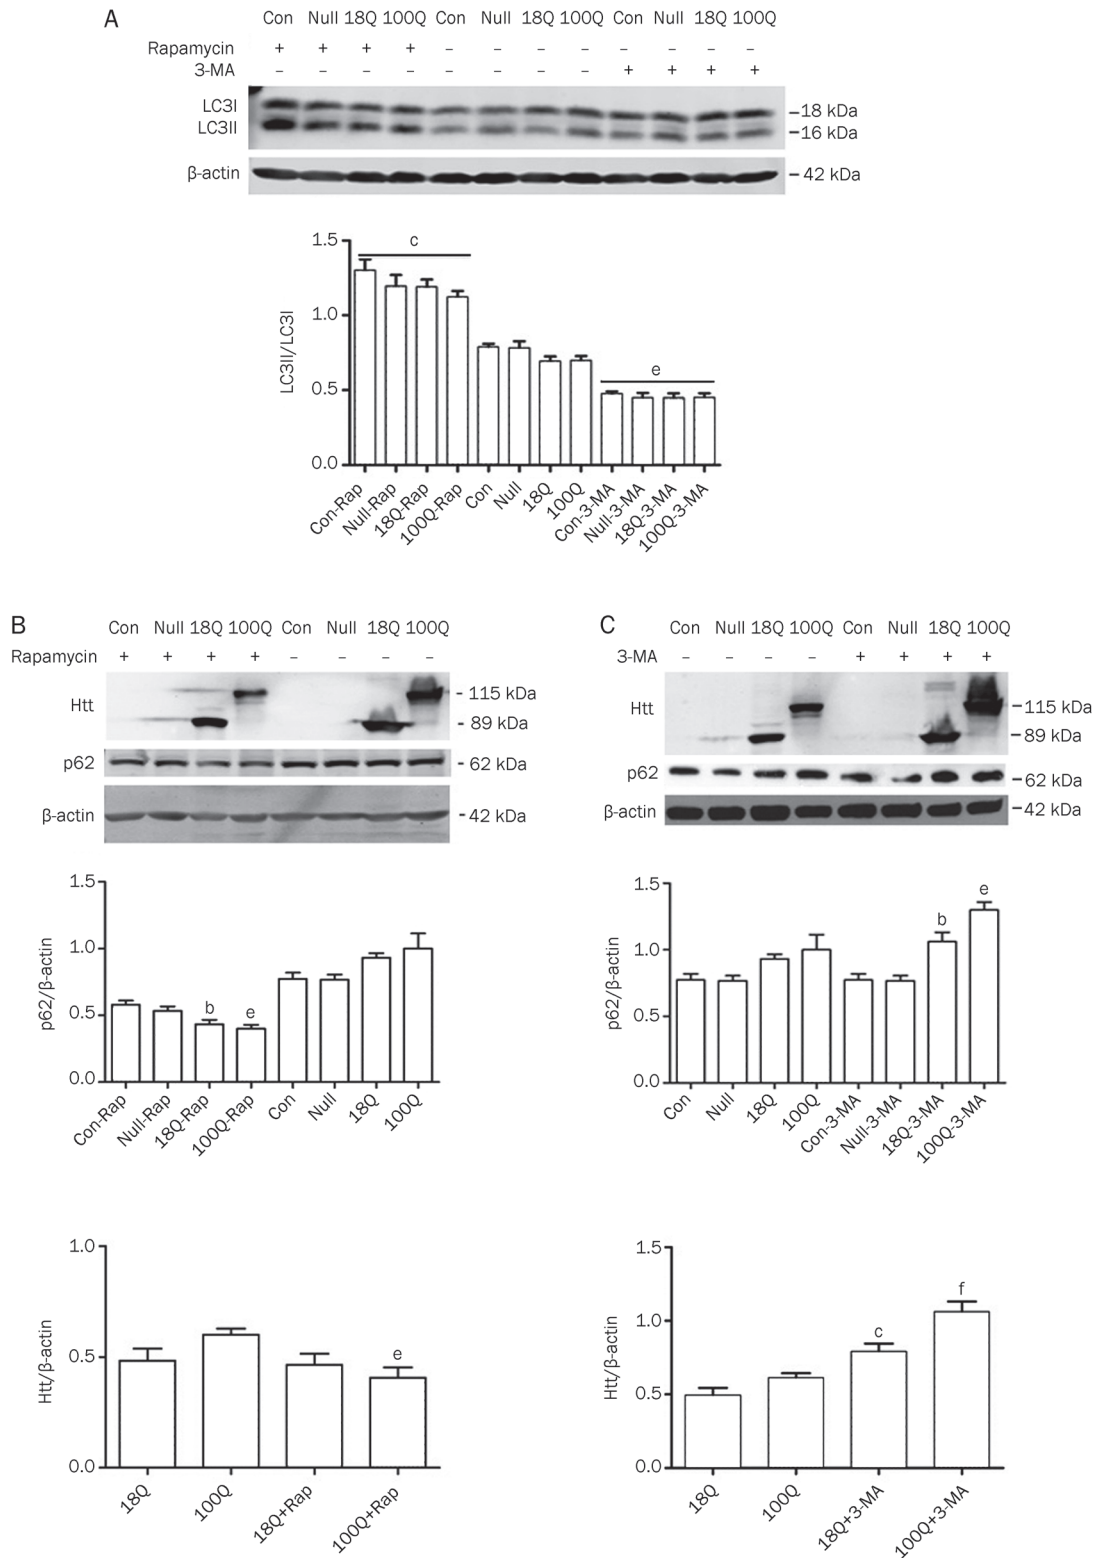 A
Con Null 18Q 100Q Con Null 18Q 100Q Con Null 18Q 100Q
Rapamycin + + + + – – – – – – – –
3-MA – – – – – – – – + + + +
LC3I
LC3II
18 kDa
16 kDa
β-actin
42 kDa
1.5
1.0
0.5
0.0
LC3II/LC3I
c
e
Con-Rap
Null-Rap
18Q-Rap
100Q-Rap
Con
Null
18Q
100Q
Con-3-MA
Null-3-MA
18Q-3-MA
100Q-3-MA
B
Con Null 18Q 100Q Con Null 18Q 100Q
Rapamycin + + + + – – – –
Htt
115 kDa
89 kDa
p62
62 kDa
β-actin
42 kDa
1.5
1.0
0.5
0.0
p62/β-actin
b
e
Con-Rap
Null-Rap
18Q-Rap
100Q-Rap
Con
Null
18Q
100Q
1.0
0.5
0.0
Htt/β-actin
e
18Q
100Q
18Q+Rap
100Q+Rap
C
Con Null 18Q 100Q Con Null 18Q 100Q
3-MA – – – – + + + +
Htt
115 kDa
89 kDa
p62
62 kDa
β-actin
42 kDa
1.5
1.0
0.5
0.0
p62/β-actin
b
e
Con
Null
18Q
100Q
Con-3-MA
Null-3-MA
18Q-3-MA
100Q-3-MA
1.5
1.0
0.5
0.0
Htt/β-actin
c
f
18Q
100Q
18Q+3-MA
100Q+3-MA